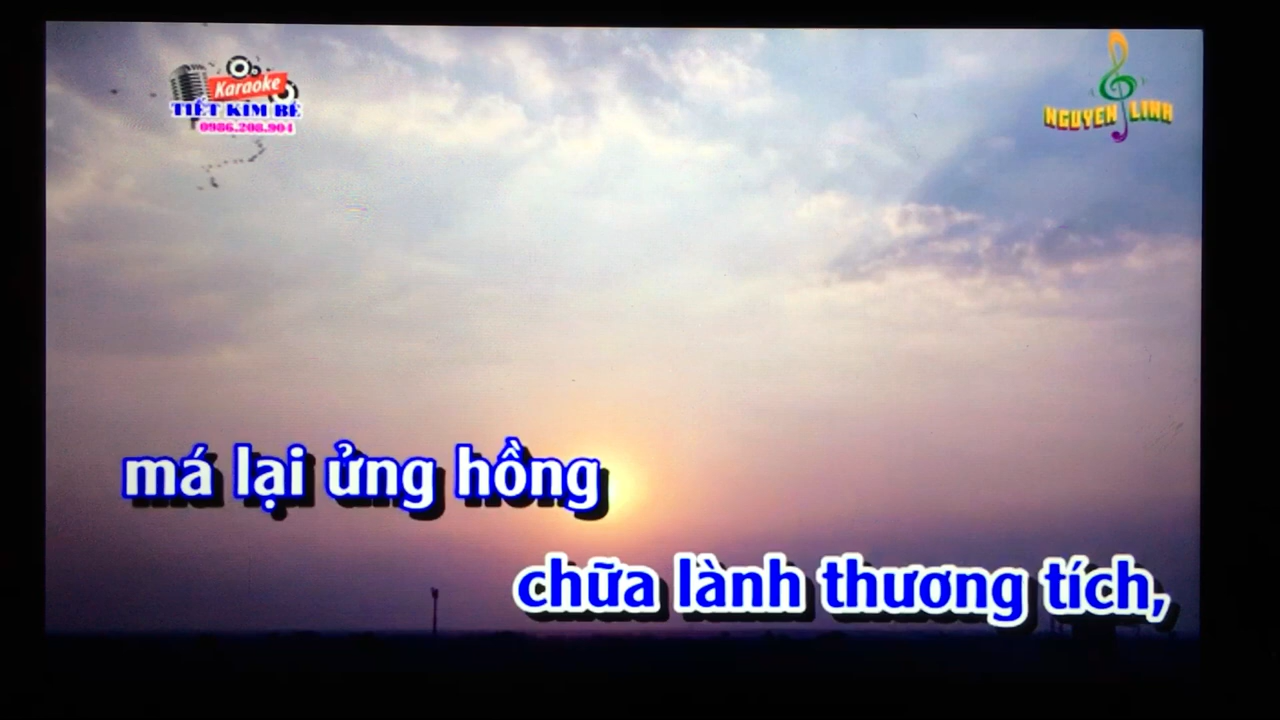 Karaoke
TIẾT KIM BÉ
0986.208.904
NGUYEN LINH
má lại ửng hồng
chữa lành thương tích,